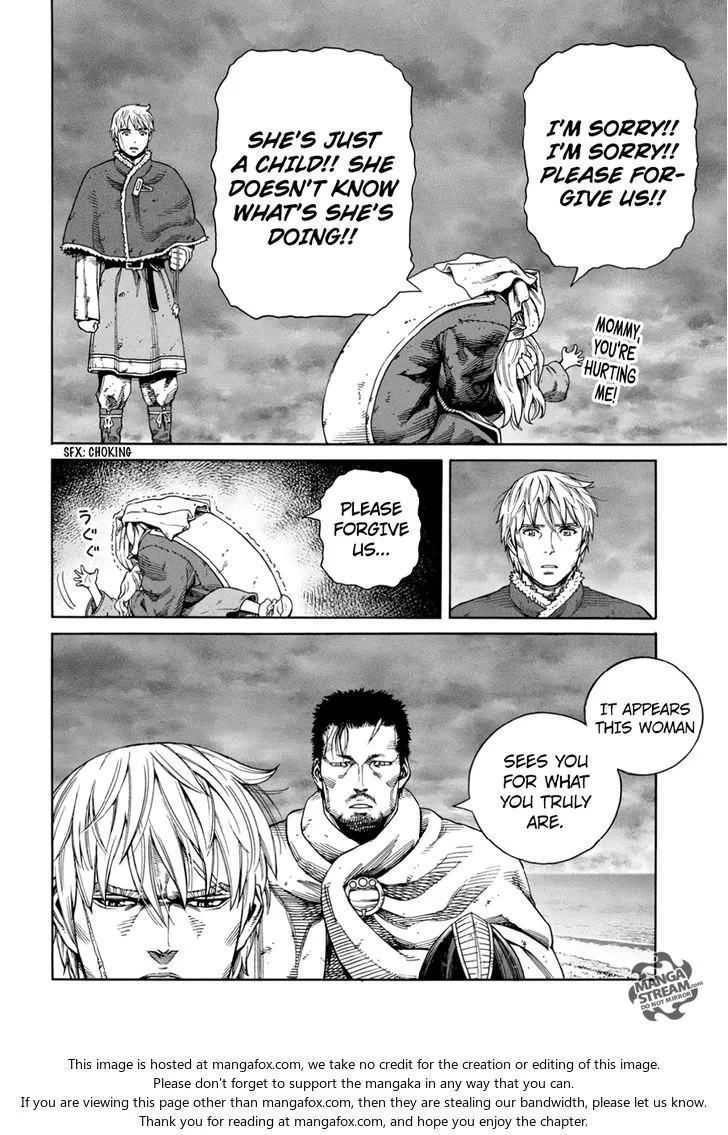 I'M SORRY!!
I'M SORRY!!
PLEASE FOR-
GIVE US!!
SHE'S JUST
A CHILD!! SHE
DOESN'T KNOW
WHAT'S SHE'S
DOING!!
MOMMY,
YOU'RE
HURTING
ME!
SFX: CHOKING
PLEASE
FORGIVE
US...
うぐぐ
IT APPEARS
THIS WOMAN
SEES YOU
FOR WHAT
YOU TRULY
ARE.
MANGA
STREAM.com
DO NOT MIRROR
This image is hosted at mangafox.com, we take no credit for the creation or editing of this image.
Please don't forget to support the mangaka in any way that you can.
If you are viewing this page other than mangafox.com, then they are stealing our bandwidth, please let us know.
Thank you for reading at mangafox.com, and hope you enjoy the chapter.